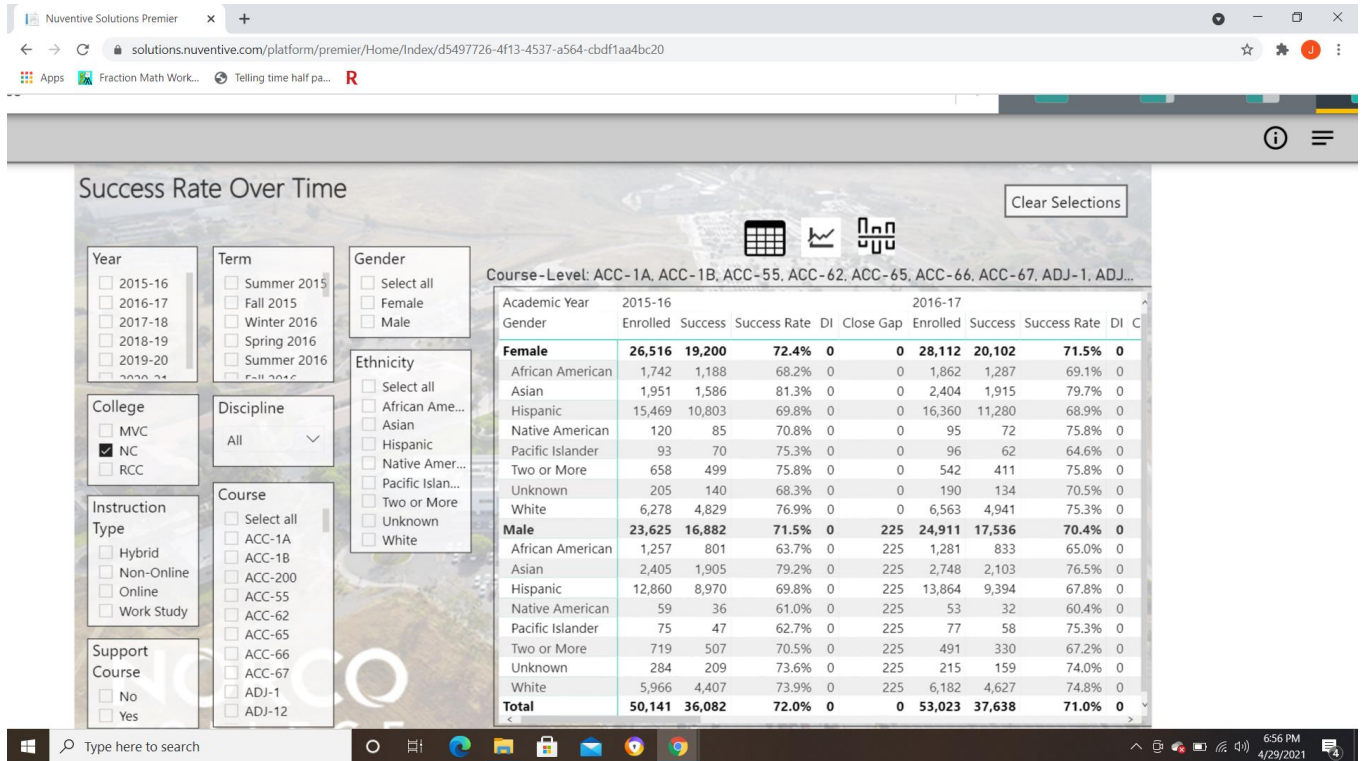 Nuventive Solutions Premier
solutions.nuventive.com/platform/premier/Home/Index/d5497726-4f13-4537-a564-cbdf1aa4bc20
Apps Fraction Math Work... Telling time half pa... R
Success Rate Over Time
Clear Selections
Year
2015-16
2016-17
2017-18
2018-19
2019-20
2020-21
Term
Summer 2015
Fall 2015
Winter 2016
Spring 2016
Summer 2016
Fall 2016
Gender
Select all
Female
Male
Ethnicity
Select all
African Ame...
Asian
Hispanic
Native Amer...
Pacific Islan...
Two or More
Unknown
White
College
MVC
NC
RCC
Discipline
All
Instruction
Type
Hybrid
Non-Online
Online
Work Study
Course
Select all
ACC-1A
ACC-1B
ACC-200
ACC-55
ACC-62
ACC-65
ACC-66
ACC-67
ADJ-1
ADJ-12
Support
Course
No
Yes
Course-Level: ACC-1A, ACC-1B, ACC-55, ACC-62, ACC-65, ACC-66, ACC-67, ADJ-1, ADJ...
Academic Year 2015-16 2016-17
Gender Enrolled Success Success Rate DI Close Gap Enrolled Success Success Rate DI C
Female 26,516 19,200 72.4% 0 0 28,112 20,102 71.5% 0
African American 1,742 1,188 68.2% 0 0 1,862 1,287 69.1% 0
Asian 1,951 1,586 81.3% 0 0 2,404 1,915 79.7% 0
Hispanic 15,469 10,803 69.8% 0 0 16,360 11,280 68.9% 0
Native American 120 85 70.8% 0 0 95 72 75.8% 0
Pacific Islander 93 70 75.3% 0 0 96 62 64.6% 0
Two or More 658 499 75.8% 0 0 542 411 75.8% 0
Unknown 205 140 68.3% 0 0 190 134 70.5% 0
White 6,278 4,829 76.9% 0 0 6,563 4,941 75.3% 0
Male 23,625 16,882 71.5% 0 225 24,911 17,536 70.4% 0
African American 1,257 801 63.7% 0 225 1,281 833 65.0% 0
Asian 2,405 1,905 79.2% 0 225 2,748 2,103 76.5% 0
Hispanic 12,860 8,970 69.8% 0 225 13,864 9,394 67.8% 0
Native American 59 36 61.0% 0 225 53 32 60.4% 0
Pacific Islander 75 47 62.7% 0 225 77 58 75.3% 0
Two or More 719 507 70.5% 0 225 491 330 67.2% 0
Unknown 284 209 73.6% 0 225 215 159 74.0% 0
White 5,966 4,407 73.9% 0 225 6,182 4,627 74.8% 0
Total 50,141 36,082 72.0% 0 0 53,023 37,638 71.0% 0
Type here to search
6:56 PM
4/29/2021
4